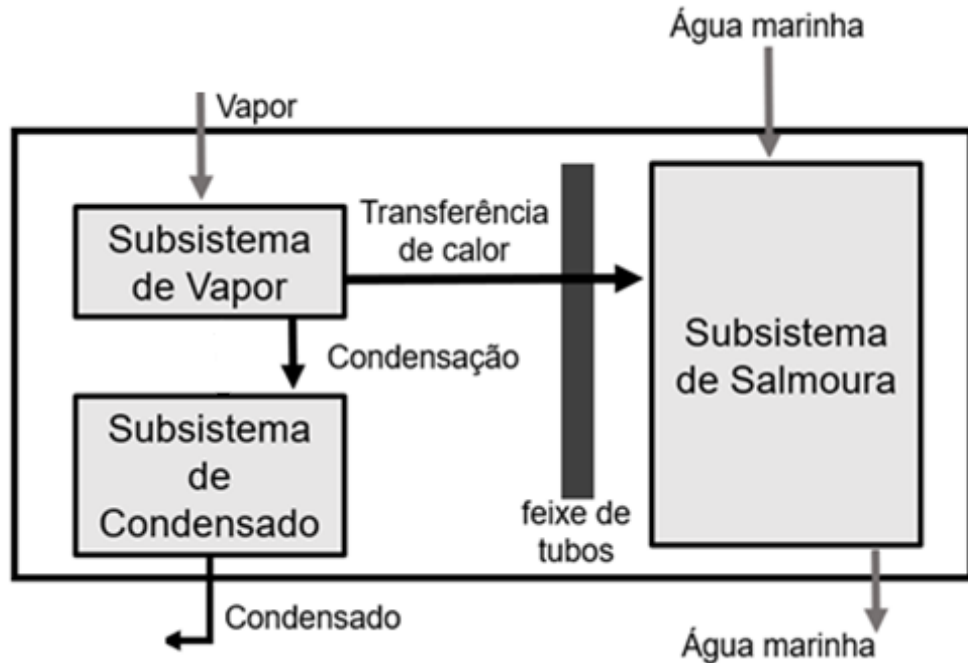 Água marinha
Vapor
Subsistema
de Vapor
Transferência
de calor
Condensação
Subsistema
de
Condensado
feixe de
tubos
Subsistema
de Salmoura
Condensado
Água marinha